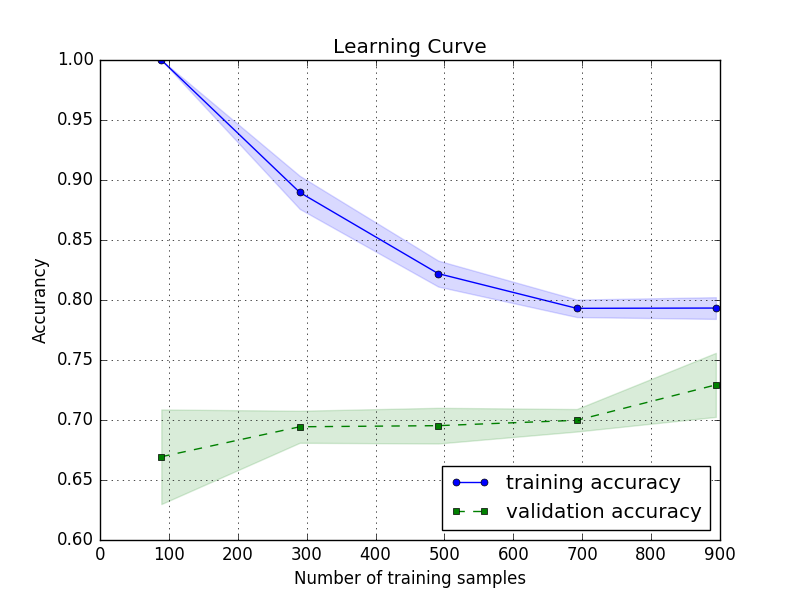 Learning Curve
1.00
0.95
0.90
0.85
0.80
0.75
0.70
0.65
0.60
Accurancy
training accuracy
validation accuracy
0 100 200 300 400 500 600 700 800 900
Number of training samples